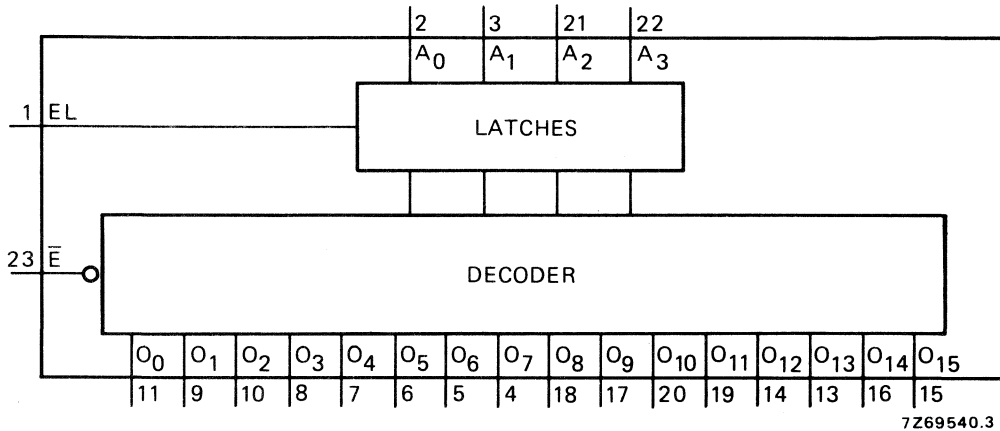 2 3 21 22
A0 A1 A2 A3
1 EL
LATCHES
23 E̅
DECODER
O0 O1 O2 O3 O4 O5 O6 O7 O8 O9 O10 O11 O12 O13 O14 O15
11 9 10 8 7 6 5 4 18 17 20 19 14 13 16 15
7Z69540.3